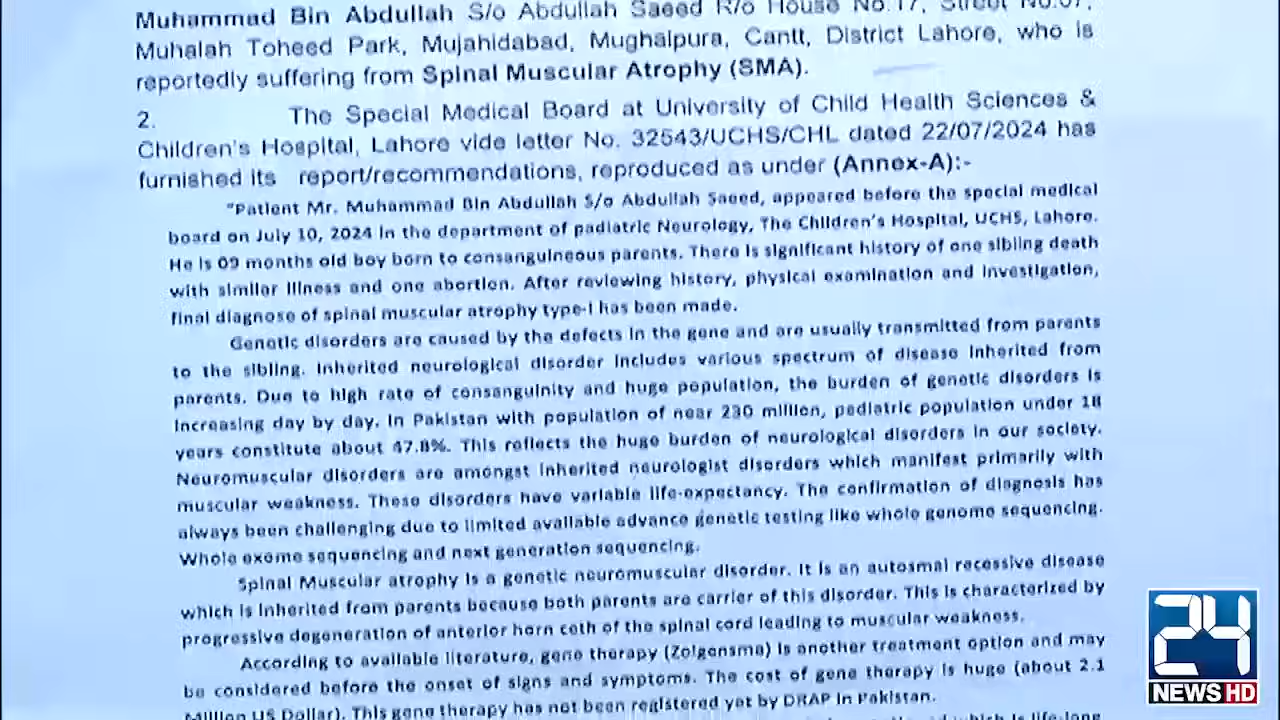 Muhammad Bin Abdullah S/o Abdullah Saeed R/o House No.17, Street No.07,
Muhalah Toheed Park, Mujahidabad, Mughalpura, Cantt, District Lahore, who is
reportedly suffering from Spinal Muscular Atrophy (SMA).
2. The Special Medical Board at University of Child Health Sciences &
Children's Hospital, Lahore vide letter No. 32543/UCHS/CHL dated 22/07/2024 has
furnished its report/recommendations, reproduced as under (Annex-A):-
"Patient Mr. Muhammad Bin Abdullah S/o Abdullah Saeed, appeared before the special medical
board on July 10, 2024 in the department of padiatric Neurology, The Children's Hospital, UCHS, Lahore.
He is 09 months old boy born to consanguineous parents. There is significant history of one sibling death
with similar illness and one abortion. After reviewing history, physical examination and investigation,
final diagnose of spinal muscular atrophy type-I has been made.
Genetic disorders are caused by the defects in the gene and are usually transmitted from parents
to the sibling. Inherited neurological disorder includes various spectrum of disease inherited from
parents. Due to high rate of consanguinity and huge population, the burden of genetic disorders is
increasing day by day. In Pakistan with population of near 230 million, pediatric population under 18
years constitute about 47.8%. This reflects the huge burden of neurological disorders in our society.
Neuromuscular disorders are amongst inherited neurologist disorders which manifest primarily with
muscular weakness. These disorders have variable life-expectancy. The confirmation of diagnosis has
always been challenging due to limited available advance genetic testing like whole genome sequencing.
Whole exome sequencing and next generation sequencing.
Spinal Muscular atrophy is a genetic neuromuscular disorder. It is an autosmal recessive disease
which is inherited from parents because both parents are carrier of this disorder. This is characterized by
progressive degeneration of anterior horn ceth of the spinal cord leading to muscular weakness.
According to available literature, gene therapy (Zolgensma) is another treatment option and may
be considered before the onset of signs and symptoms. The cost of gene therapy is huge (about 2.1
Million US Dollar). This gene therapy has not been registered yet by DRAP in Pakistan.
which is life-long
24
NEWS HD